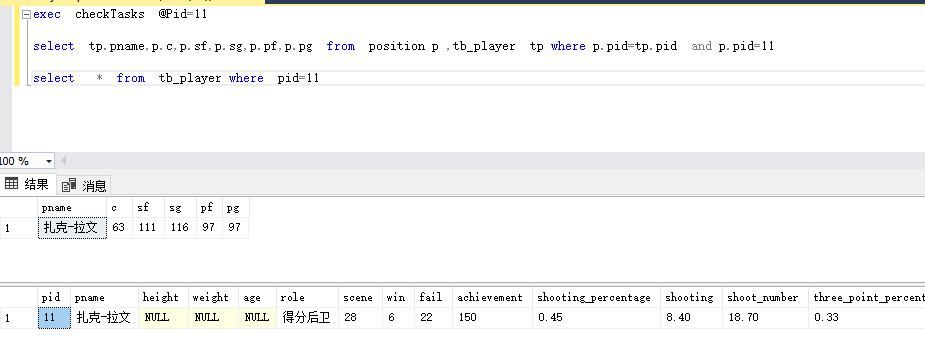 exec checkTasks @Pid=11
select tp.pname,p.c,p.sf,p.sg,p.pf,p.pg from position p ,tb_player tp where p.pid=tp.pid and p.pid=11
select * from tb_player where pid=11
100 %
结果 消息
pname c sf sg pf pg
1 扎克-拉文 63 111 116 97 97
pid pname height weight age role scene win fail achievement shooting_percentage shooting shoot_number three_point_percent
1 11 扎克-拉文 NULL NULL NULL 得分后卫 28 6 22 150 0.45 8.40 18.70 0.33